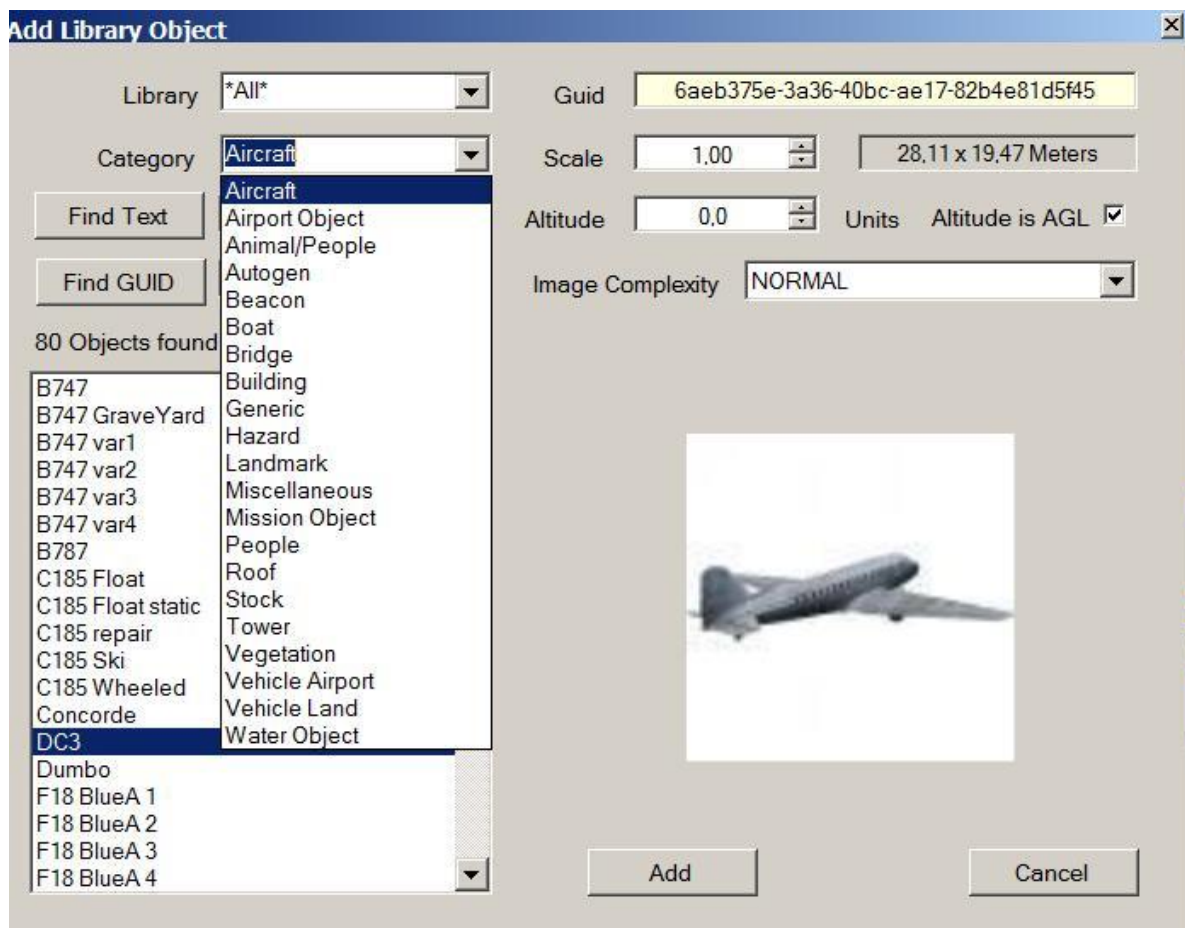 Add Library Object
Library *All*
Guid 6aeb375e-3a36-40bc-ae17-82b4e81d5f45
Category Aircraft
Scale 1,00 28,11 x 19,47 Meters
Aircraft
Airport Object
Animal/People
Autogen
Beacon
Boat
Bridge
Building
Generic
Hazard
Landmark
Miscellaneous
Mission Object
People
Roof
Stock
Tower
Vegetation
Vehicle Airport
Vehicle Land
Water Object
Find Text
Altitude 0,0 Units Altitude is AGL
Find GUID
Image Complexity NORMAL
80 Objects found
B747
B747 GraveYard
B747 var1
B747 var2
B747 var3
B747 var4
B787
C185 Float
C185 Float static
C185 repair
C185 Ski
C185 Wheeled
Concorde
DC3
Dumbo
F18 BlueA 1
F18 BlueA 2
F18 BlueA 3
F18 BlueA 4
Add
Cancel